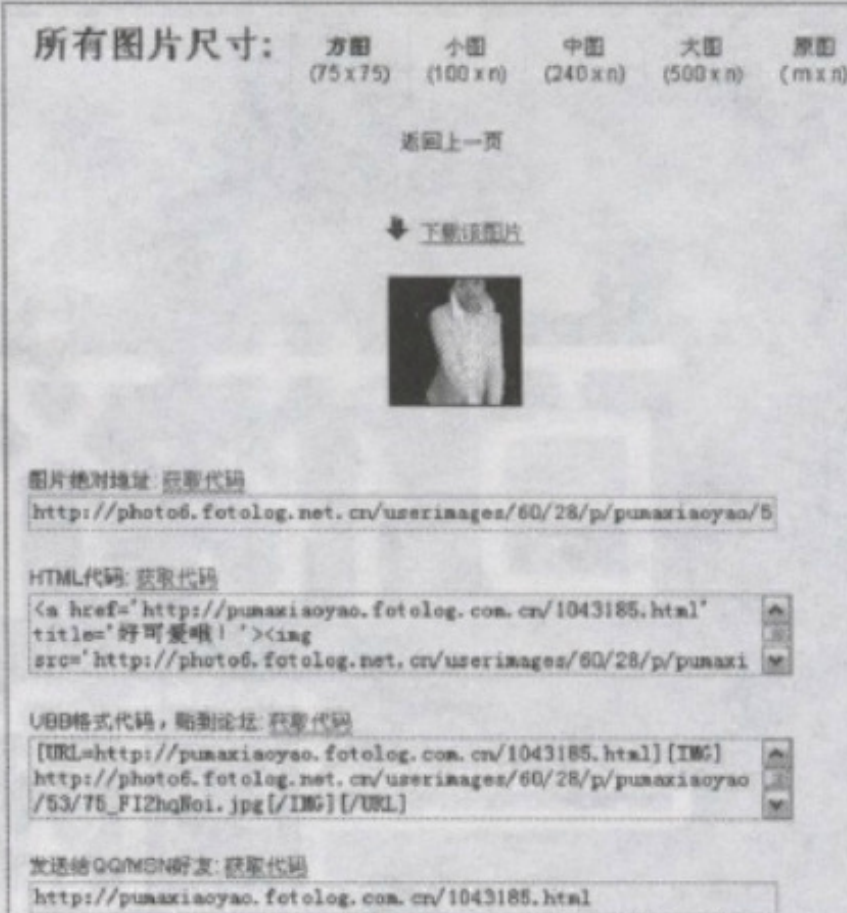 所有图片尺寸: 方图 小图 中图 大图 原图
(75 x 75) (100 x n) (240 x n) (500 x n) (m x n)
返回上一页
下载该图片
图片绝对地址: 获取代码
http://photo6.fotolog.net.cn/userimages/60/28/p/pumaxiaoyao/5
HTML代码: 获取代码
<a href='http://pumaxiaoyao.fotolog.com.cn/1043185.html'
title='好可爱哦！'><img
src='http://photo6.fotolog.net.cn/userimages/60/28/p/pumaxi
UBB格式代码，贴到论坛: 获取代码
[URL=http://pumaxiaoyao.fotolog.com.cn/1043185.html][IMG]
http://photo6.fotolog.net.cn/userimages/60/28/p/pumaxiaoyao
/53/75_FI2hqNoi.jpg[/IMG][/URL]
发送给QQ/MSN好友: 获取代码
http://pumaxiaoyao.fotolog.com.cn/1043185.html